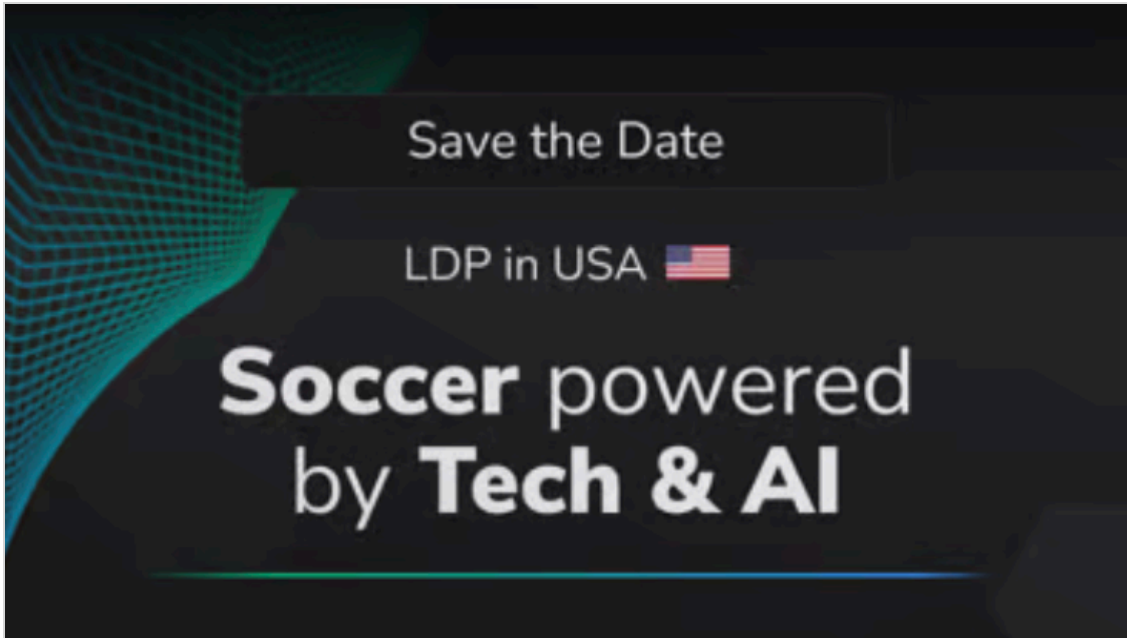 Save the Date
LDP in USA
Soccer powered
by Tech & AI